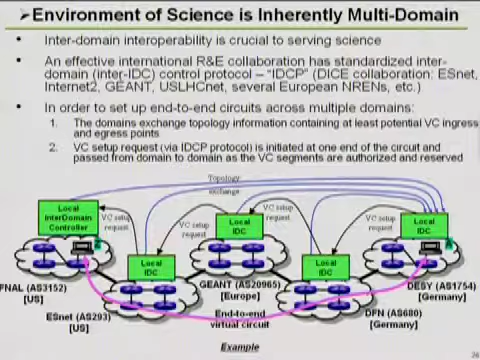 ➢Environment of Science is Inherently Multi-Domain
• Inter-domain interoperability is crucial to serving science
• An effective international R&E collaboration has standardized inter-
domain (inter-IDC) control protocol – "IDCP" (DICE collaboration: ESnet,
Internet2, GÉANT, USLHCnet, several European NRENs, etc.)
• In order to set up end-to-end circuits across multiple domains:
1. The domains exchange topology information containing at least potential VC ingress
and egress points
2. VC setup request (via IDCP protocol) is initiated at one end of the circuit and
passed from domain to domain as the VC segments are authorized and reserved
Topology
exchange
Local
InterDomain
Controller
VC setup
request
Local
IDC
VC setup
request
Local
IDC
VC setup
request
Local
IDC
VC setup
request
Local
IDC
FNAL (AS3152)
[US]
ESnet (AS293)
[US]
GEANT (AS20965)
[Europe]
End-to-end
virtual circuit
DFN (AS680)
[Germany]
DESY (AS1754)
[Germany]
Example